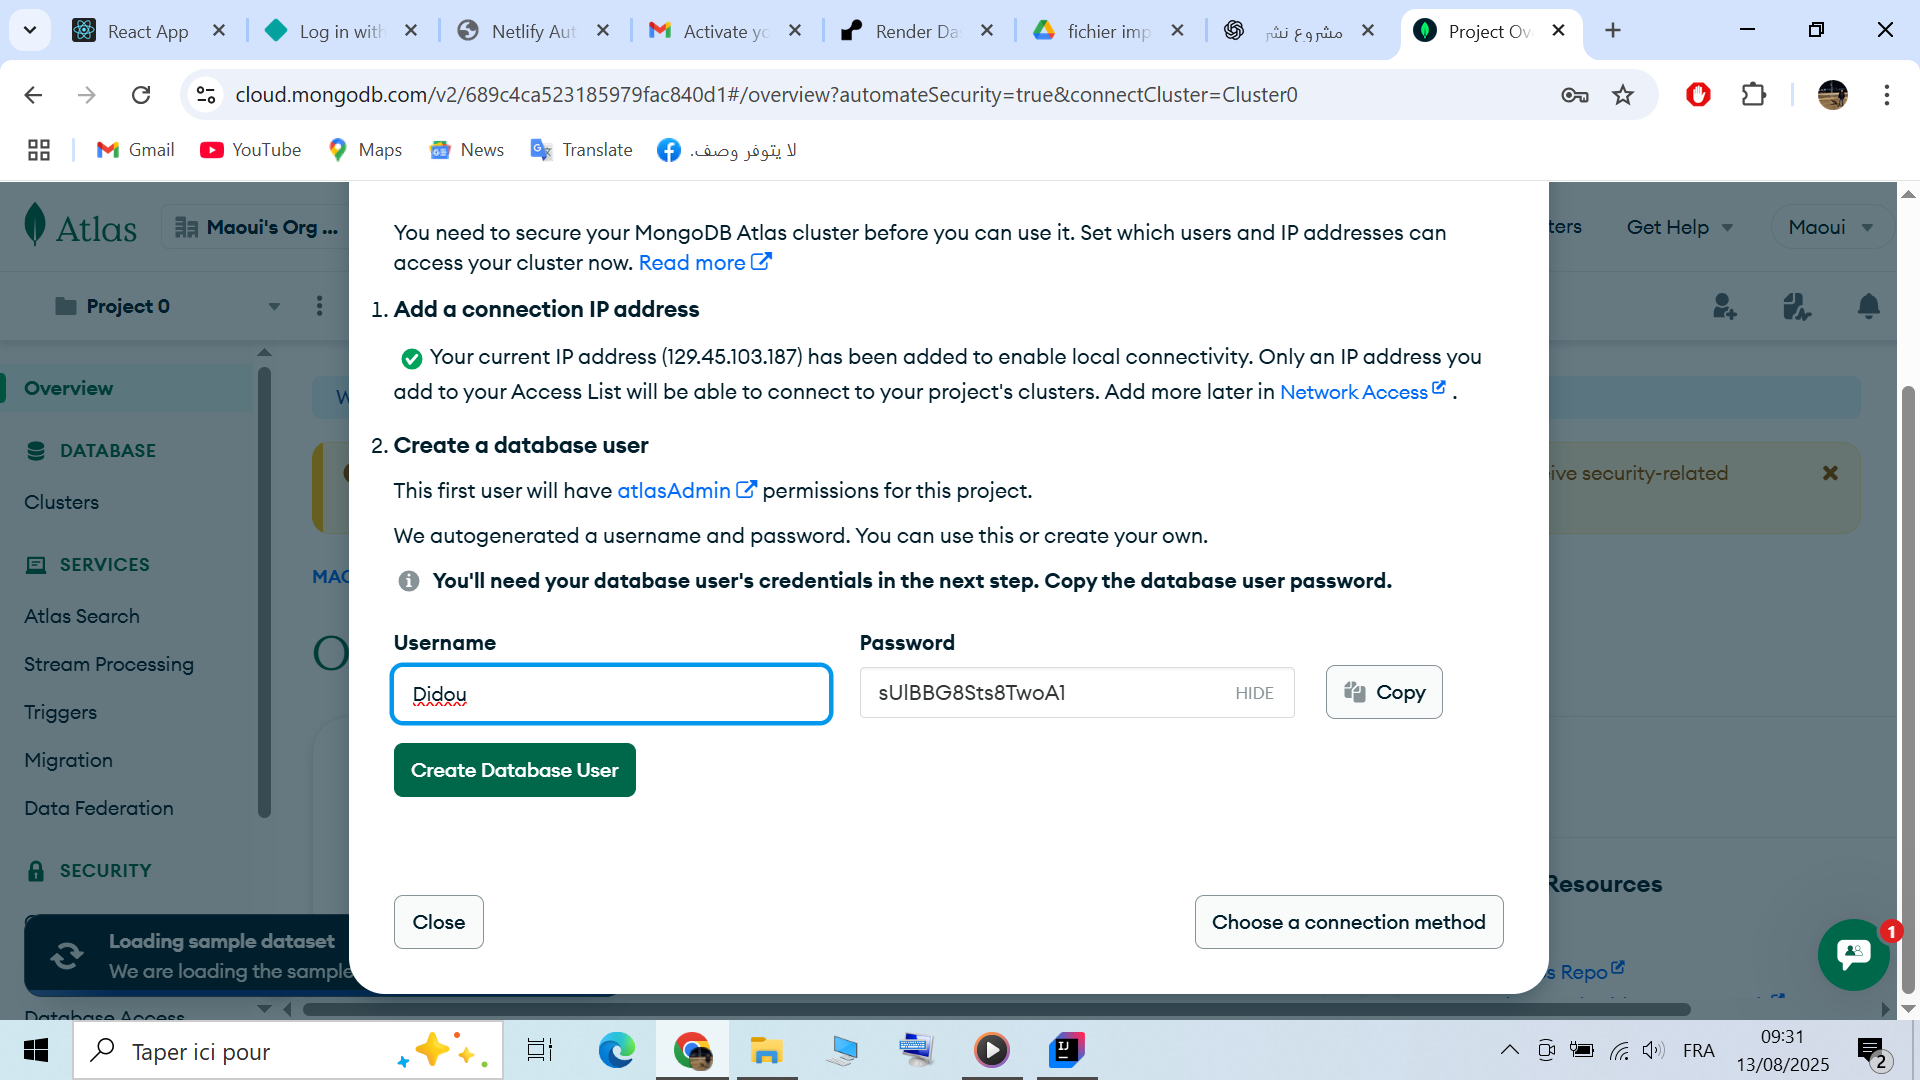 React App
Log in with
Netlify Aut
Activate yo
Render Das
fichier imp
مشروع نشر
Project Ov
cloud.mongodb.com/v2/689c4ca523185979fac840d1#/overview?automateSecurity=true&connectCluster=Cluster0
Gmail
YouTube
Maps
News
Translate
لا يتوفر وصف.
Atlas
Maoui's Org ...
Get Help
Maoui
Project 0
Overview
DATABASE
Clusters
SERVICES
Atlas Search
Stream Processing
Triggers
Migration
Data Federation
SECURITY
Database Access
Loading sample dataset
We are loading the sample
You need to secure your MongoDB Atlas cluster before you can use it. Set which users and IP addresses can
access your cluster now. Read more
1. Add a connection IP address
Your current IP address (129.45.103.187) has been added to enable local connectivity. Only an IP address you
add to your Access List will be able to connect to your project's clusters. Add more later in Network Access .
2. Create a database user
This first user will have atlasAdmin permissions for this project.
We autogenerated a username and password. You can use this or create your own.
You'll need your database user's credentials in the next step. Copy the database user password.
Username
Password
Didou
sUlBBG8Sts8TwoA1
HIDE
Copy
Create Database User
Close
Choose a connection method
ive security-related
Resources
s Repo
1
Taper ici pour
FRA
09:31
13/08/2025
2